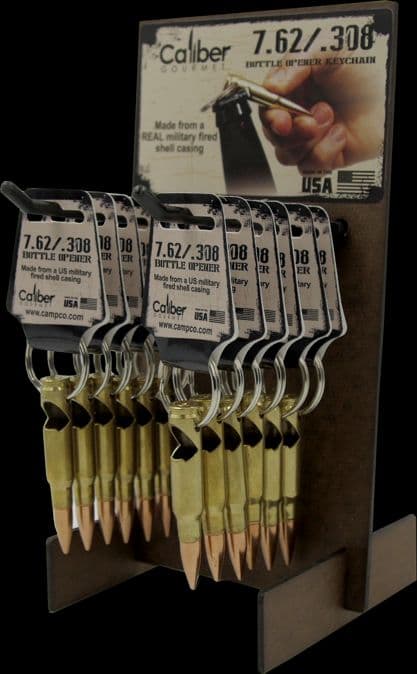 Caliber
GOURMET
7.62/.308
BOTTLE OPENER KEYCHAIN
Made from a
REAL military fired
shell casing
USA
7.62/.308
BOTTLE OPENER
Made from a US military
fired shell casing
Caliber
GOURMET
USA
www.campco.com
7.62/.308
BOTTLE OPENER
Made from a US military
fired shell casing
Caliber
GOURMET
USA
www.campco.com